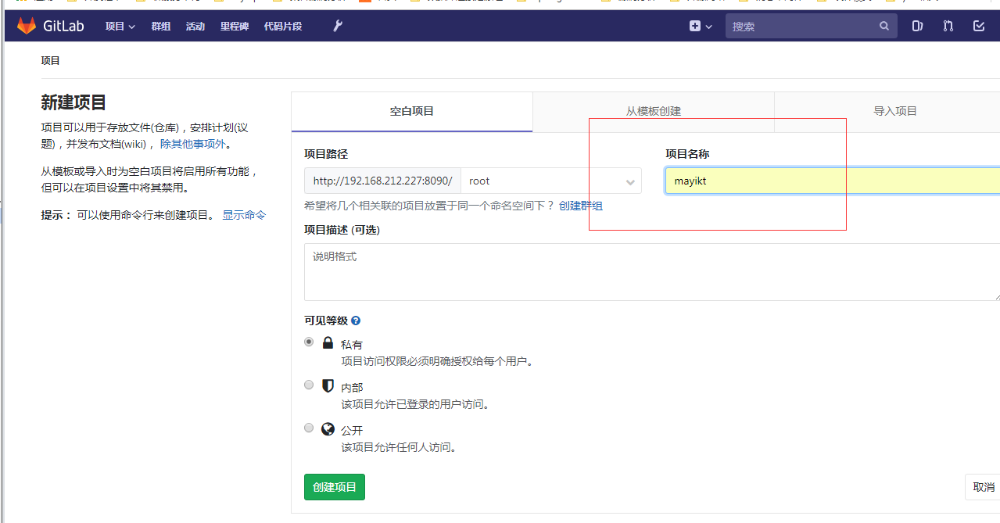 GitLab 项目 群组 活动 里程碑 代码片段 搜索
项目
新建项目
项目可以用于存放文件(仓库)，安排计划(议
题)，并发布文档(wiki)， 除其他事项外。
从模板或导入时为空白项目将启用所有功能，
但可以在项目设置中将其禁用。
提示： 可以使用命令行来创建项目。 显示命令
空白项目 从模板创建 导入项目
项目路径 项目名称
http://192.168.212.227:8090/ root mayikt
希望将几个相关联的项目放置于同一个命名空间下？ 创建群组
项目描述 (可选)
说明格式
可见等级
私有
项目访问权限必须明确授权给每个用户。
内部
该项目允许已登录的用户访问。
公开
该项目允许任何人访问。
创建项目 取消